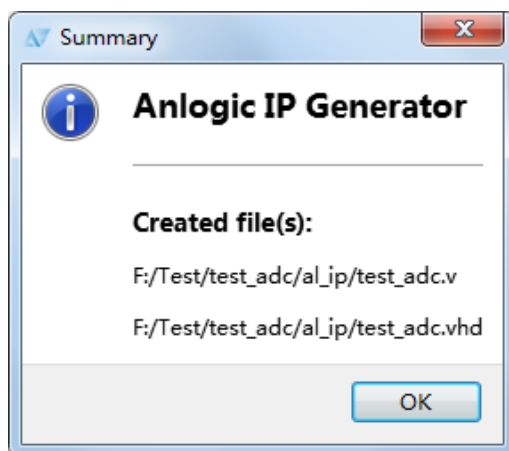 Summary
Anlogic IP Generator
Created file(s):
F:/Test/test_adc/al_ip/test_adc.v
F:/Test/test_adc/al_ip/test_adc.vhd
OK